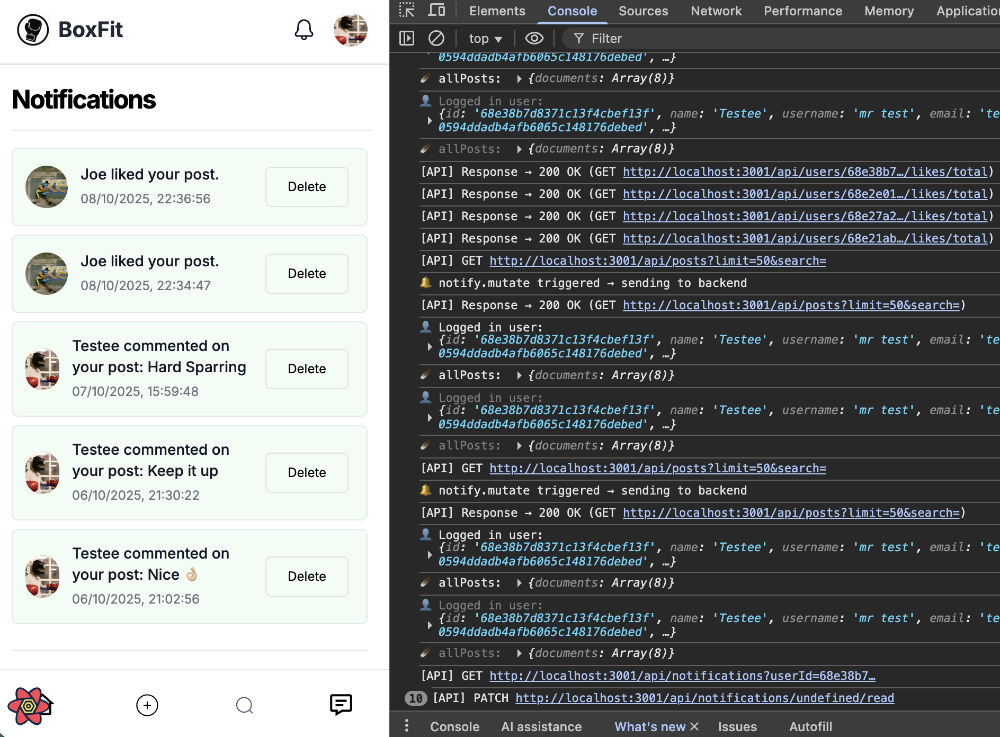 BoxFit
Notifications
Joe liked your post.
08/10/2025, 22:36:56
Delete
Joe liked your post.
08/10/2025, 22:34:47
Delete
Testee commented on
your post: Hard Sparring
07/10/2025, 15:59:48
Delete
Testee commented on
your post: Keep it up
06/10/2025, 21:30:22
Delete
Testee commented on
your post: Nice 👌🏼
06/10/2025, 21:02:56
Delete
Elements Console Sources Network Performance Memory Application
top ▼ Filter
0594ddadb4afb6065c148176debed', …}
allPosts: ▶ {documents: Array(8)}
👤 Logged in user:
{id: '68e38b7d8371c13f4cbef13f', name: 'Testee', username: 'mr test', email: 'te
0594ddadb4afb6065c148176debed', …}
allPosts: ▶ {documents: Array(8)}
[API] Response → 200 OK (GET http://localhost:3001/api/users/68e38b7…/likes/total)
[API] Response → 200 OK (GET http://localhost:3001/api/users/68e2e01…/likes/total)
[API] Response → 200 OK (GET http://localhost:3001/api/users/68e27a2…/likes/total)
[API] Response → 200 OK (GET http://localhost:3001/api/users/68e21ab…/likes/total)
[API] GET http://localhost:3001/api/posts?limit=50&search=
🔔 notify.mutate triggered → sending to backend
[API] Response → 200 OK (GET http://localhost:3001/api/posts?limit=50&search=)
👤 Logged in user:
{id: '68e38b7d8371c13f4cbef13f', name: 'Testee', username: 'mr test', email: 'te
0594ddadb4afb6065c148176debed', …}
allPosts: ▶ {documents: Array(8)}
👤 Logged in user:
{id: '68e38b7d8371c13f4cbef13f', name: 'Testee', username: 'mr test', email: 'te
0594ddadb4afb6065c148176debed', …}
allPosts: ▶ {documents: Array(8)}
[API] GET http://localhost:3001/api/posts?limit=50&search=
🔔 notify.mutate triggered → sending to backend
[API] Response → 200 OK (GET http://localhost:3001/api/posts?limit=50&search=)
👤 Logged in user:
{id: '68e38b7d8371c13f4cbef13f', name: 'Testee', username: 'mr test', email: 'te
0594ddadb4afb6065c148176debed', …}
allPosts: ▶ {documents: Array(8)}
👤 Logged in user:
{id: '68e38b7d8371c13f4cbef13f', name: 'Testee', username: 'mr test', email: 'te
0594ddadb4afb6065c148176debed', …}
allPosts: ▶ {documents: Array(8)}
[API] GET http://localhost:3001/api/notifications?userId=68e38b7…
10 [API] PATCH http://localhost:3001/api/notifications/undefined/read
Console AI assistance What's new × Issues Autofill